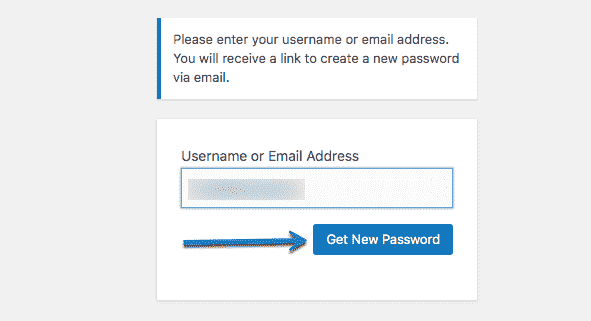 Please enter your username or email address.
You will receive a link to create a new password
via email.
Username or Email Address
Get New Password